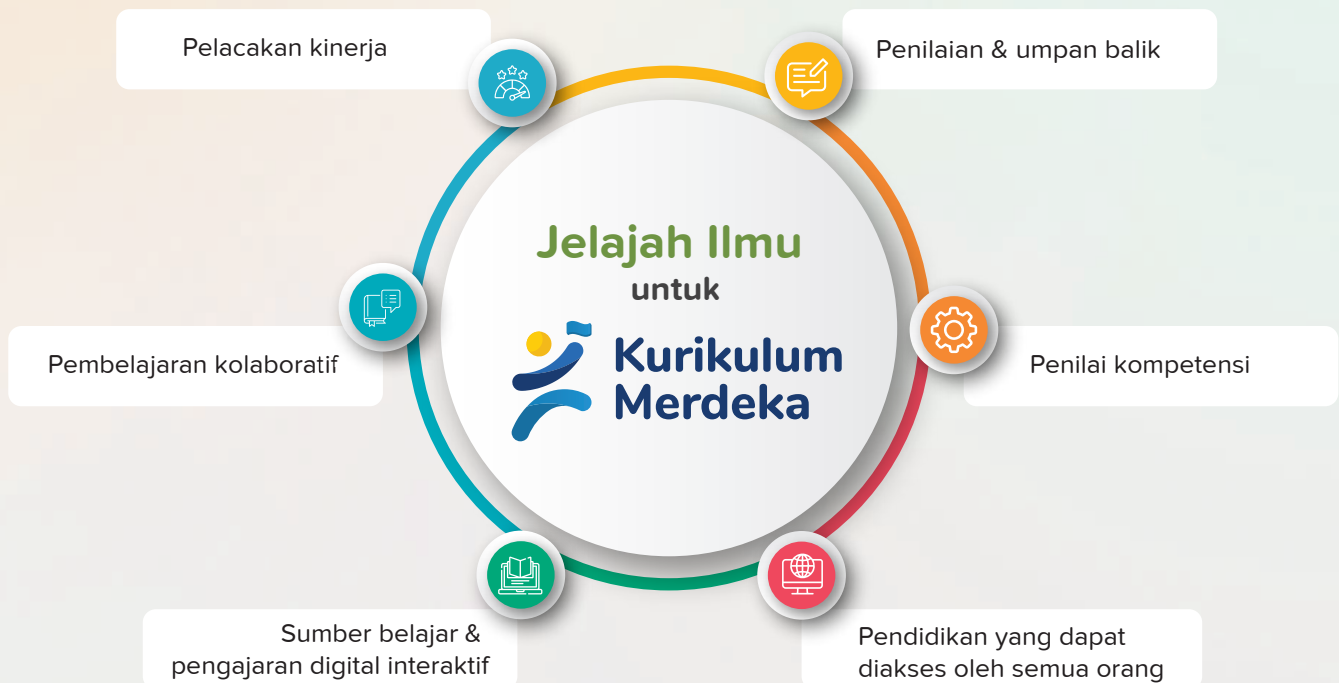 Pelacakan kinerja
Penilaian & umpan balik
Jelajah Ilmu
untuk
Kurikulum
Merdeka
Pembelajaran kolaboratif
Penilai kompetensi
Sumber belajar &
pengajaran digital interaktif
Pendidikan yang dapat
diakses oleh semua orang